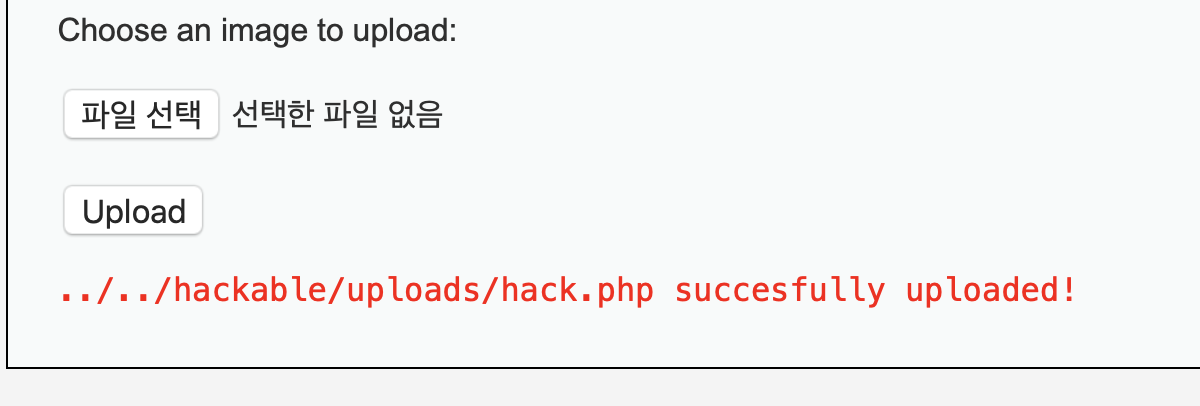 Choose an image to upload:
파일 선택 선택한 파일 없음
Upload
../../hackable/uploads/hack.php succesfully uploaded!